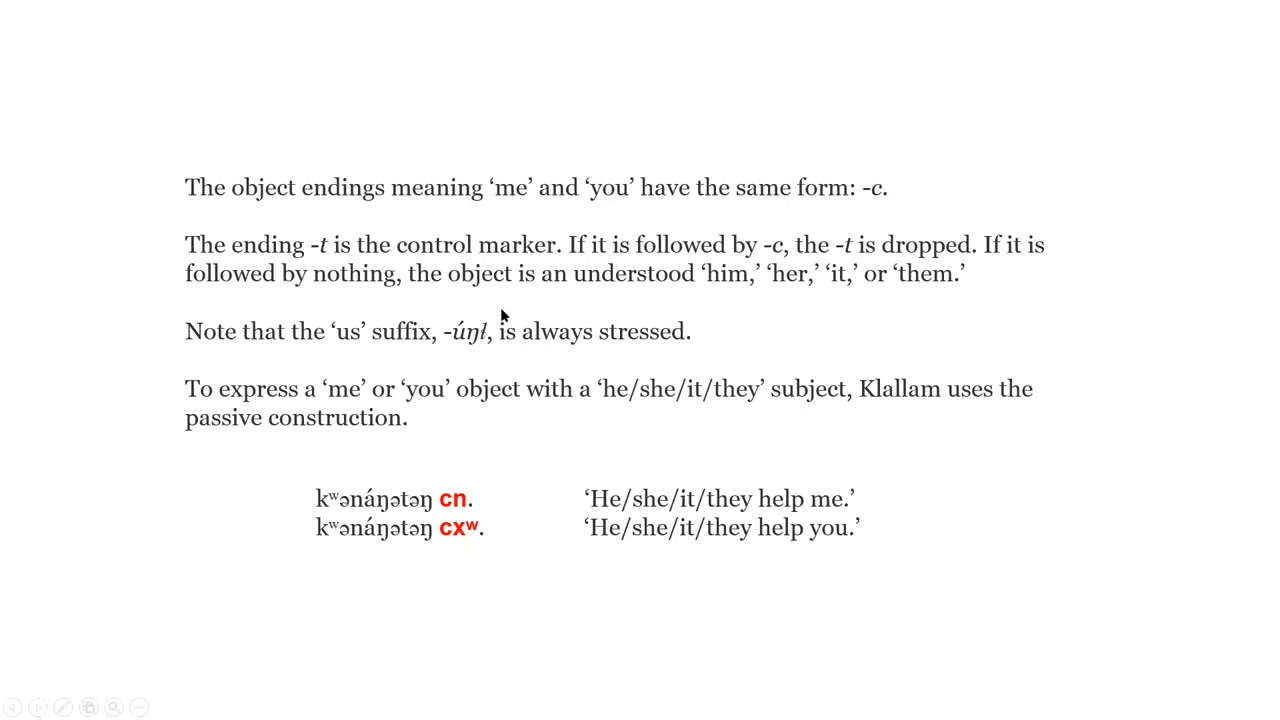 The object endings meaning ‘me’ and ‘you’ have the same form: -c.
The ending -t is the control marker. If it is followed by -c, the -t is dropped. If it is
followed by nothing, the object is an understood ‘him,’ ‘her,’ ‘it,’ or ‘them.’
Note that the ‘us’ suffix, -úŋɬ, is always stressed.
To express a ‘me’ or ‘you’ object with a ‘he/she/it/they’ subject, Klallam uses the
passive construction.
kʷənáŋətəŋ cn. ‘He/she/it/they help me.’
kʷənáŋətəŋ cxʷ. ‘He/she/it/they help you.’